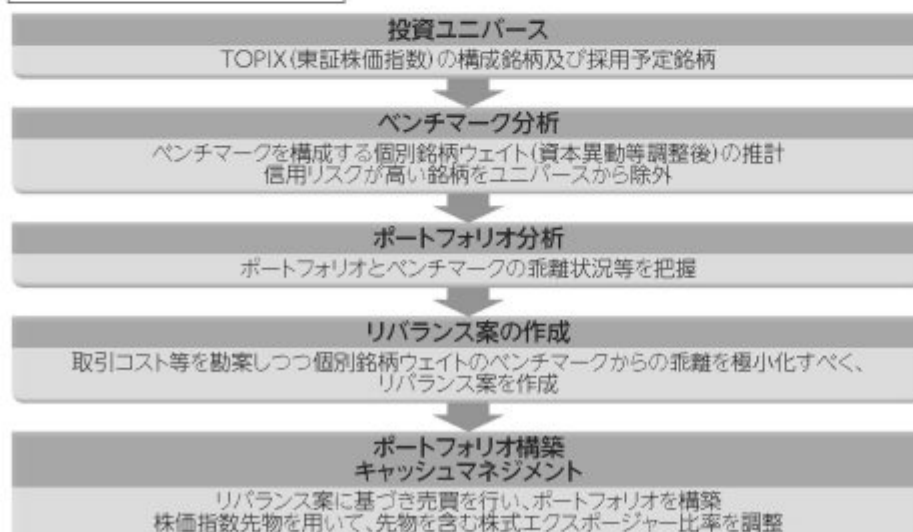 投資ユニバース
TOPIX(東証株価指数)の構成銘柄及び採用予定銘柄
ベンチマーク分析
ベンチマークを構成する個別銘柄ウェイト(資本異動等調整後)の推計
信用リスクが高い銘柄をユニバースから除外
ポートフォリオ分析
ポートフォリオとベンチマークの乖離状況等を把握
リバランス案の作成
取引コスト等を勘案しつつ個別銘柄ウェイトのベンチマークからの乖離を極小化すべく、
リバランス案を作成
ポートフォリオ構築
キャッシュマネジメント
リバランス案に基づき売買を行い、ポートフォリオを構築
株価指数先物を用いて、先物を含む株式エクスポージャー比率を調整